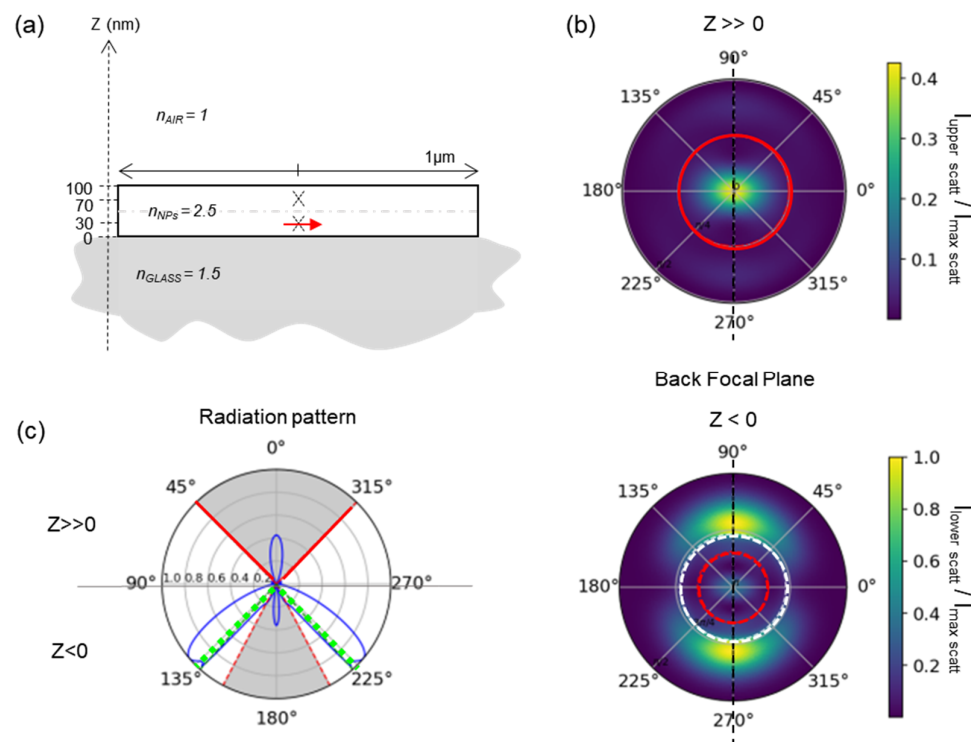 (a)
Z (nm)
n_AIR = 1
1µm
100
70
n_NPs = 2.5
30
0
n_GLASS = 1.5
(b)
Z >> 0
90°
135°
45°
180°
0°
225°
315°
270°
0.4
0.3
0.2
0.1
I_upper scatt / I_max scatt
Back Focal Plane
Z < 0
90°
135°
45°
180°
0°
225°
315°
270°
1.0
0.8
0.6
0.4
0.2
I_lower scatt / I_max scatt
(c)
Radiation pattern
0°
45°
315°
Z>>0
90°
1.0 0.8 0.6 0.4 0.2
270°
Z<0
135°
225°
180°